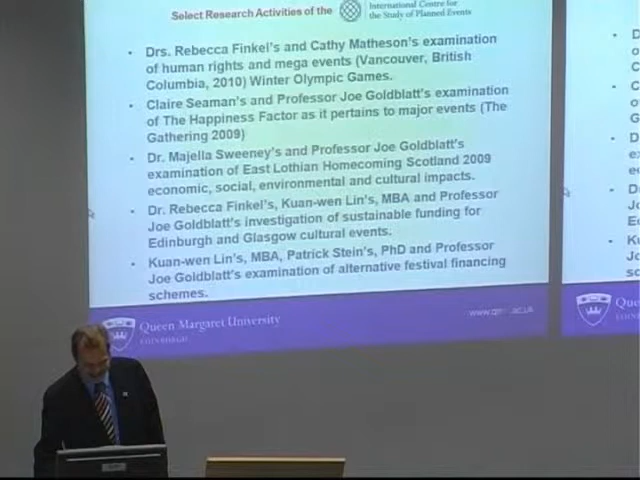 Select Research Activities of the
International Centre for
the Study of Planned Events
• Drs. Rebecca Finkel's and Cathy Matheson's examination
of human rights and mega events (Vancouver, British
Columbia, 2010) Winter Olympic Games.
• Claire Seaman's and Professor Joe Goldblatt's examination
of The Happiness Factor as it pertains to major events (The
Gathering 2009)
• Dr. Majella Sweeney's and Professor Joe Goldblatt's
examination of East Lothian Homecoming Scotland 2009
economic, social, environmental and cultural impacts.
• Dr. Rebecca Finkel's, Kuan-wen Lin's, MBA and Professor
Joe Goldblatt's investigation of sustainable funding for
Edinburgh and Glasgow cultural events.
• Kuan-wen Lin's, MBA, Patrick Stein's, PhD and Professor
Joe Goldblatt's examination of alternative festival financing
schemes.
Queen Margaret University
EDINBURGH